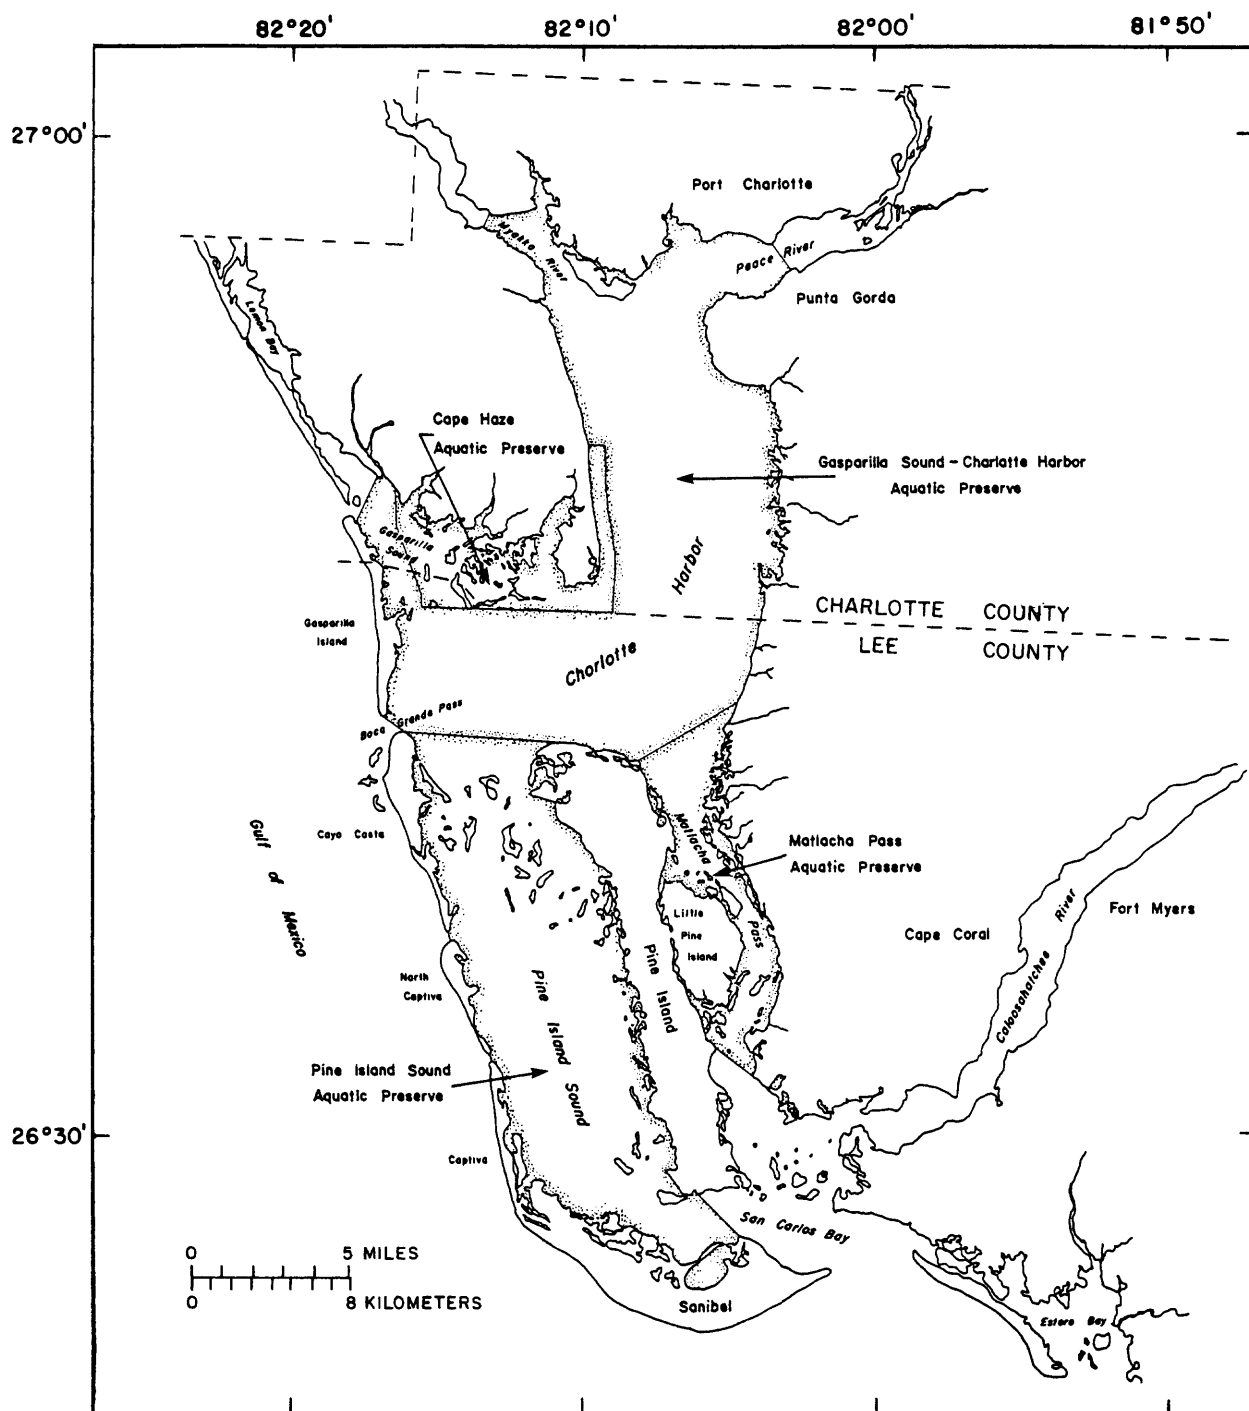 82°20'
82°10'
82°00'
81°50'
27°00'
Port Charlotte
Myakka River
Peace River
Punta Gorda
Lemon Bay
Cape Haze
Aquatic Preserve
Gasparilla Sound - Charlotte Harbor
Aquatic Preserve
Gasparilla
Sound
Harbor
CHARLOTTE COUNTY
LEE COUNTY
Gasparilla
Island
Charlotte
Boca Grande Pass
Gulf of Mexico
Cayo Costa
Matlacha
Pass
Matlacha Pass
Aquatic Preserve
Little
Pine
Island
Cape Coral
Fort Myers
Caloosahatchee River
North
Captiva
Pine Island
Pine Island Sound
Pine Island Sound
Aquatic Preserve
26°30'
Captiva
San Carlos Bay
0 5 MILES
0 8 KILOMETERS
Sanibel
Estero Bay